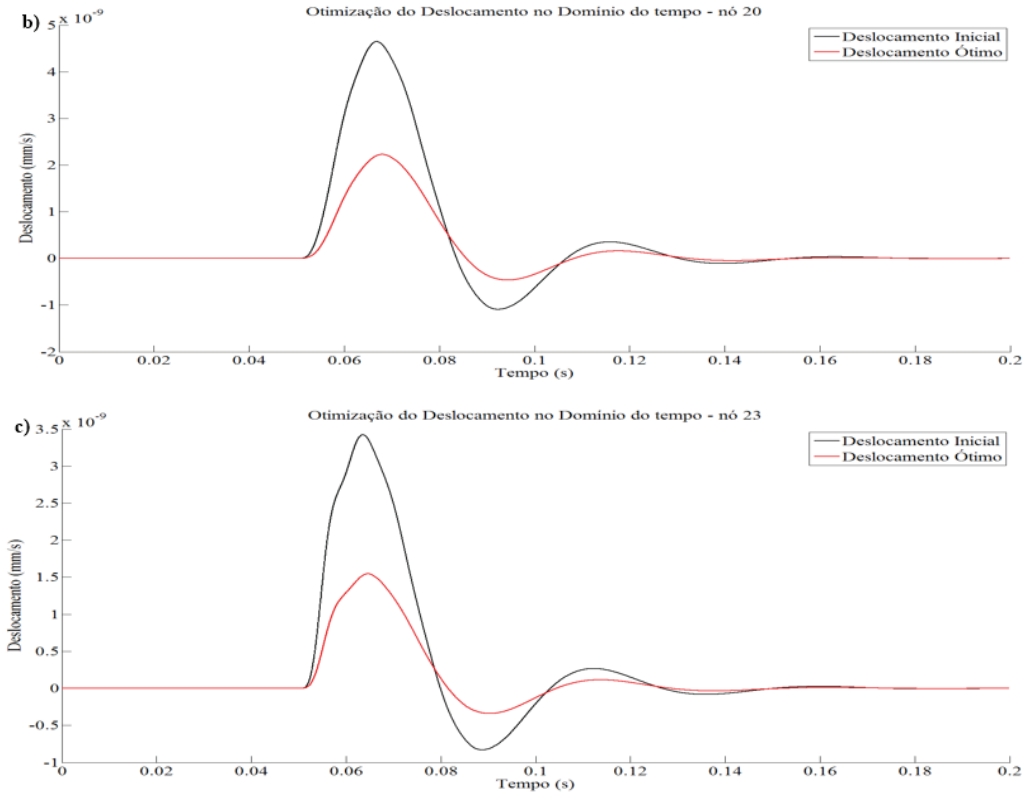 b)
Otimização do Deslocamento no Domínio do tempo - nó 20
x 10^-9
Deslocamento Inicial
Deslocamento Ótimo
5
4
3
2
1
0
-1
-2
Deslocamento (mm/s)
0 0.02 0.04 0.06 0.08 0.1 0.12 0.14 0.16 0.18 0.2
Tempo (s)
c)
Otimização do Deslocamento no Domínio do tempo - nó 23
x 10^-9
Deslocamento Inicial
Deslocamento Ótimo
3.5
3
2.5
2
1.5
1
0.5
0
-0.5
-1
Deslocamento (mm/s)
0 0.02 0.04 0.06 0.08 0.1 0.12 0.14 0.16 0.18 0.2
Tempo (s)